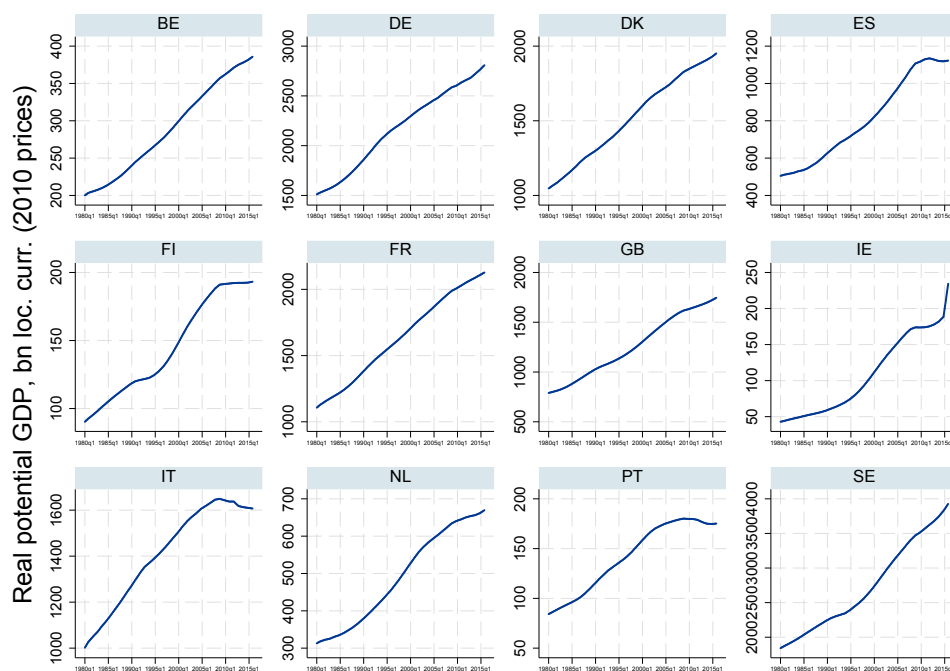 Real potential GDP, bn loc. curr. (2010 prices)
BE DE DK ES
400 350 300 250 200
3000 2500 2000 1500
2000 1500 1000
1200 1000 800 600 400
1980q1 1985q1 1990q1 1995q1 2000q1 2005q1 2010q1 2015q1
1980q1 1985q1 1990q1 1995q1 2000q1 2005q1 2010q1 2015q1
1980q1 1985q1 1990q1 1995q1 2000q1 2005q1 2010q1 2015q1
1980q1 1985q1 1990q1 1995q1 2000q1 2005q1 2010q1
FI FR GB IE
200 150 100
2000 1500 1000
2000 1500 1000 500
250 200 150 100 50
1980q1 1985q1 1990q1 1995q1 2000q1 2005q1 2010q1 2015q1
1980q1 1985q1 1990q1 1995q1 2000q1 2005q1 2010q1 2015q1
1980q1 1985q1 1990q1 1995q1 2000q1 2005q1 2010q1 2015q1
1980q1 1985q1 1990q1 1995q1 2000q1 2005q1 2010q1
IT NL PT SE
1600 1400 1200 1000
700 600 500 400 300
200 150 100 50
4000 3500 3000 2500 2000
1980q1 1985q1 1990q1 1995q1 2000q1 2005q1 2010q1 2015q1
1980q1 1985q1 1990q1 1995q1 2000q1 2005q1 2010q1 2015q1
1980q1 1985q1 1990q1 1995q1 2000q1 2005q1 2010q1 2015q1
1980q1 1985q1 1990q1 1995q1 2000q1 2005q1 2010q1